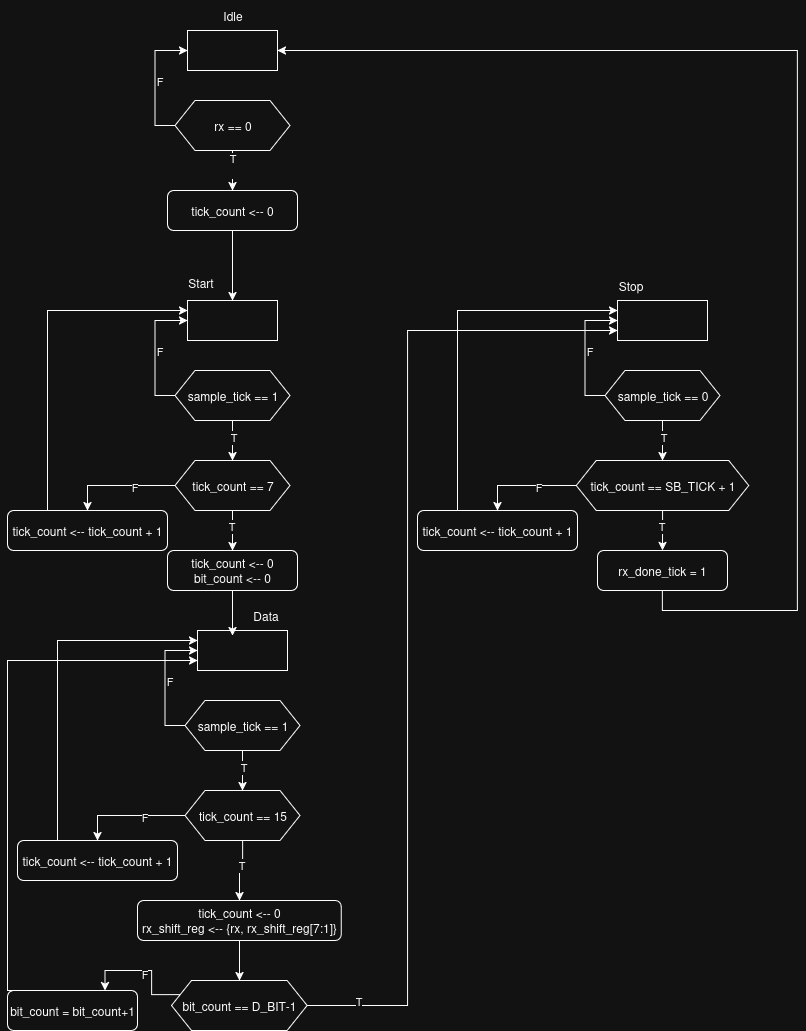 Idle
F
rx == 0
T
tick_count <-- 0
Start
F
sample_tick == 1
T
F
tick_count == 7
tick_count <-- tick_count + 1
T
tick_count <-- 0
bit_count <-- 0
Data
F
sample_tick == 1
T
F
tick_count == 15
tick_count <-- tick_count + 1
T
tick_count <-- 0
rx_shift_reg <-- {rx, rx_shift_reg[7:1]}
F
bit_count = bit_count+1
bit_count == D_BIT-1
T
Stop
F
sample_tick == 0
T
F
tick_count == SB_TICK + 1
tick_count <-- tick_count + 1
T
rx_done_tick = 1